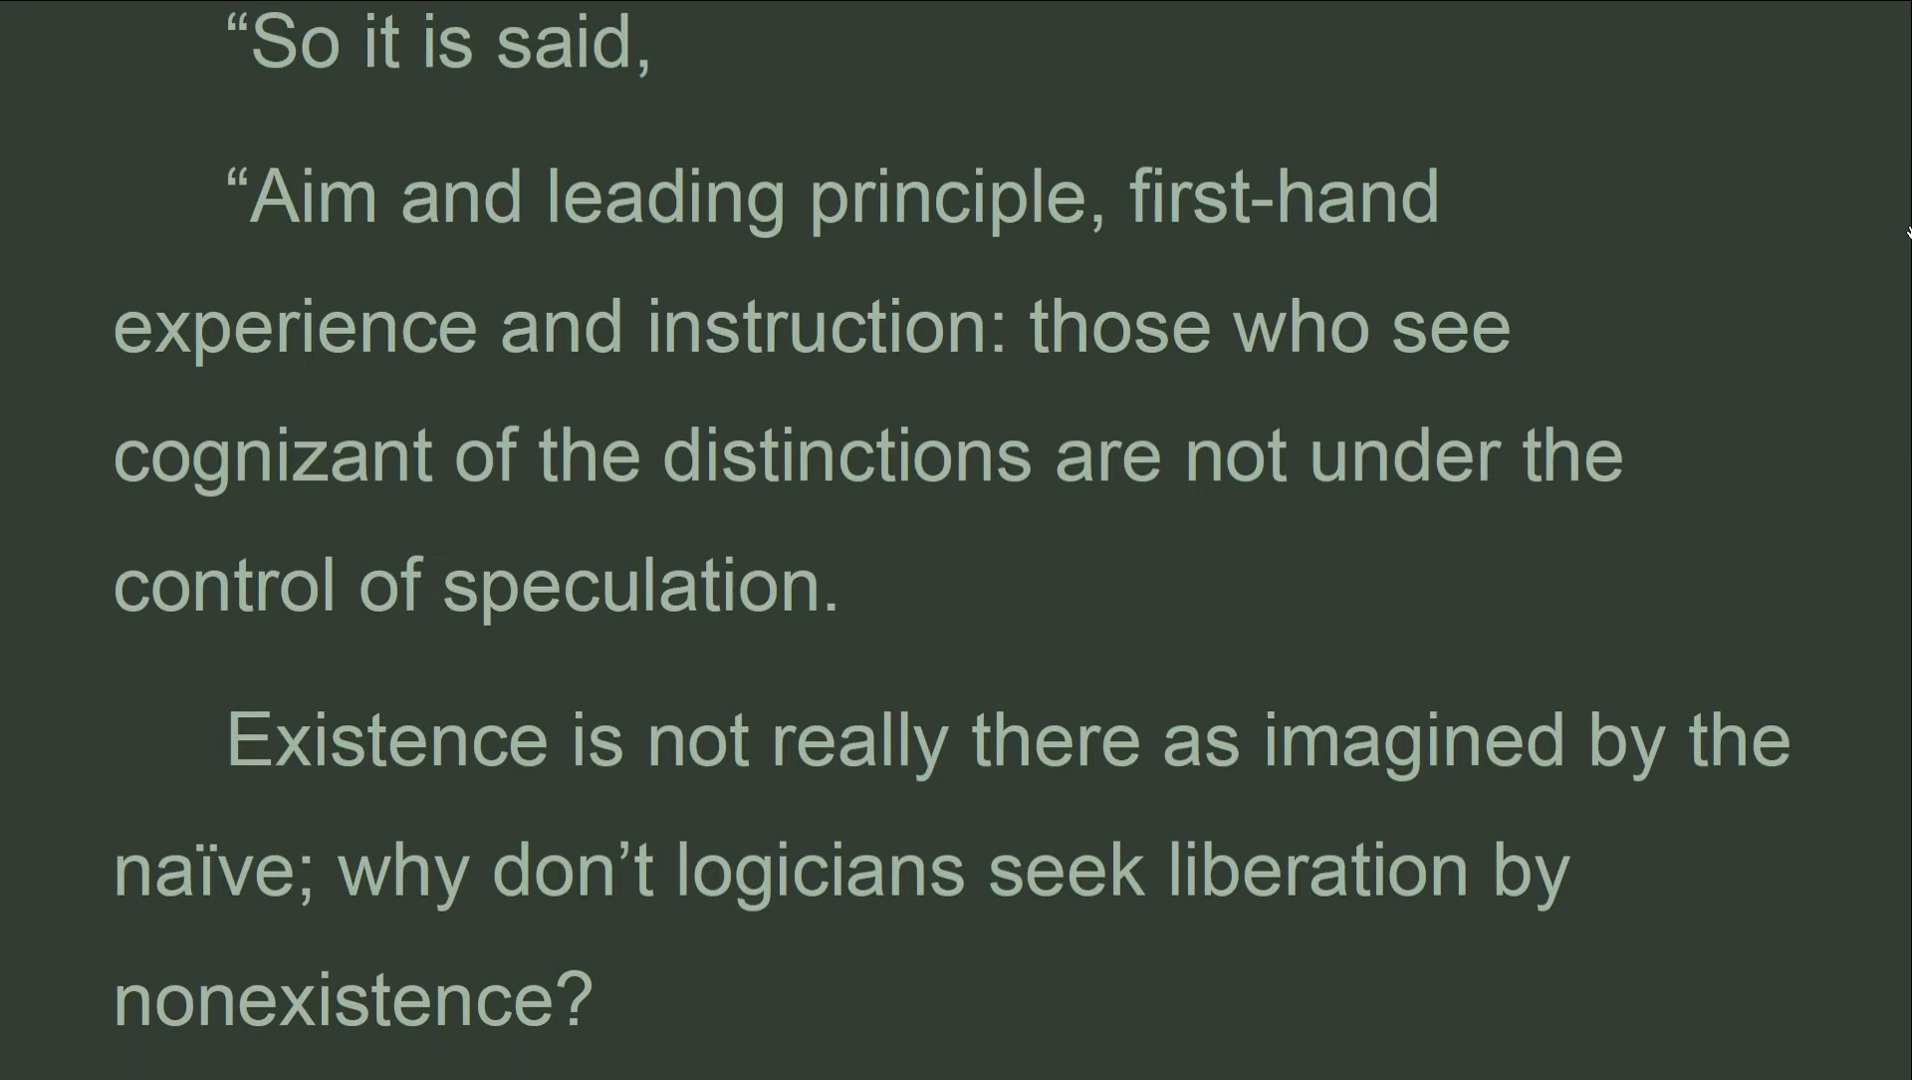 “So it is said,
“Aim and leading principle, first-hand
experience and instruction: those who see
cognizant of the distinctions are not under the
control of speculation.
Existence is not really there as imagined by the
naïve; why don’t logicians seek liberation by
nonexistence?